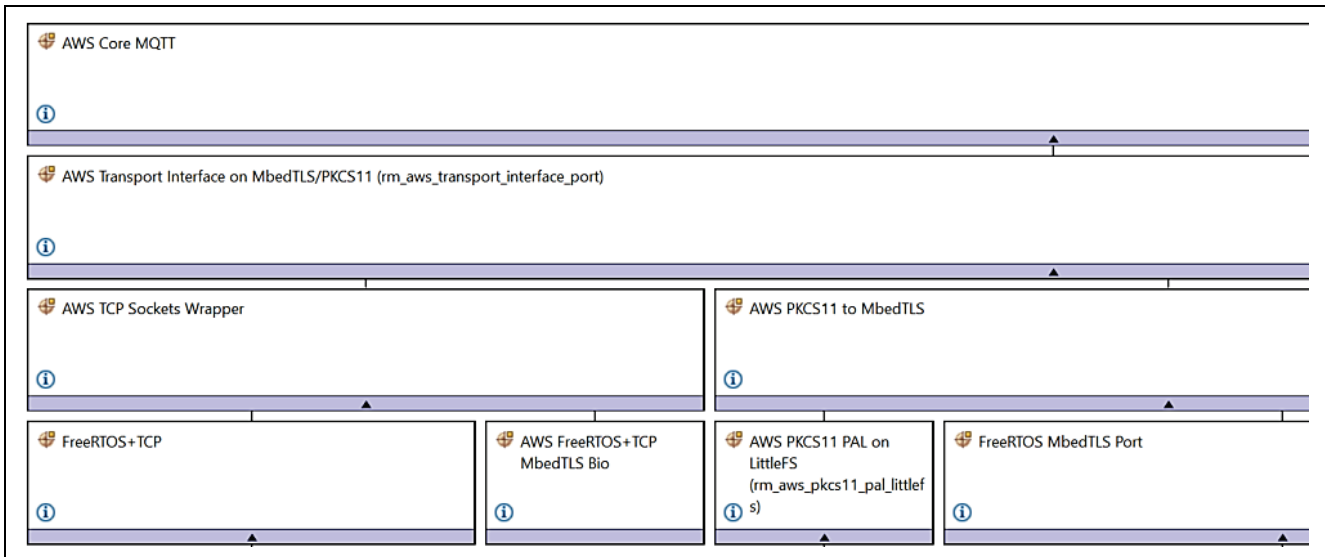 AWS Core MQTT
AWS Transport Interface on MbedTLS/PKCS11 (rm_aws_transport_interface_port)
AWS TCP Sockets Wrapper
AWS PKCS11 to MbedTLS
FreeRTOS+TCP
AWS FreeRTOS+TCP
MbedTLS Bio
AWS PKCS11 PAL on
LittleFS
(rm_aws_pkcs11_pal_littlef
s)
FreeRTOS MbedTLS Port